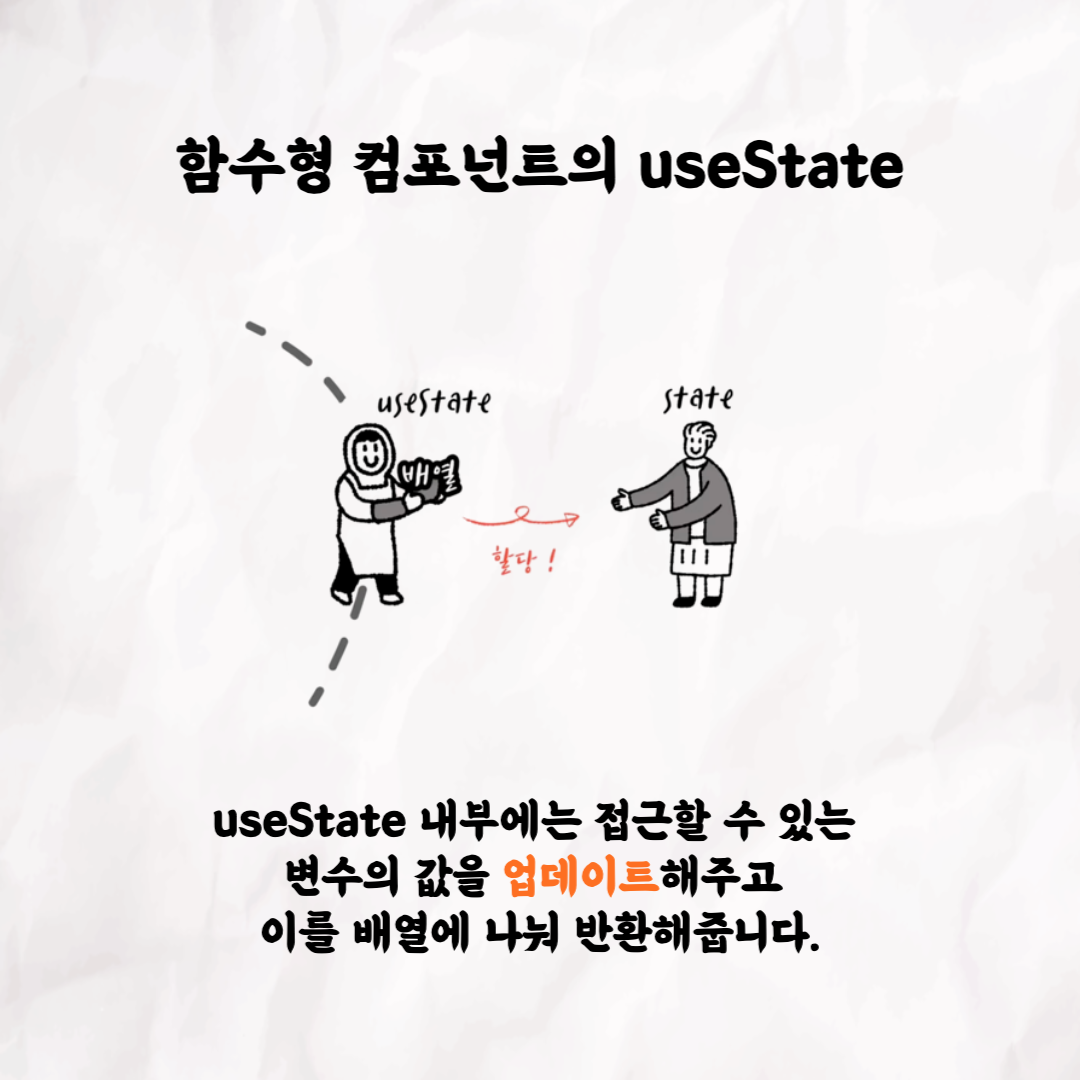 함수형 컴포넌트의 useState
useState
state
배열
할당!
useState 내부에는 접근할 수 있는
변수의 값을 업데이트해주고
이를 배열에 나눠 반환해줍니다.